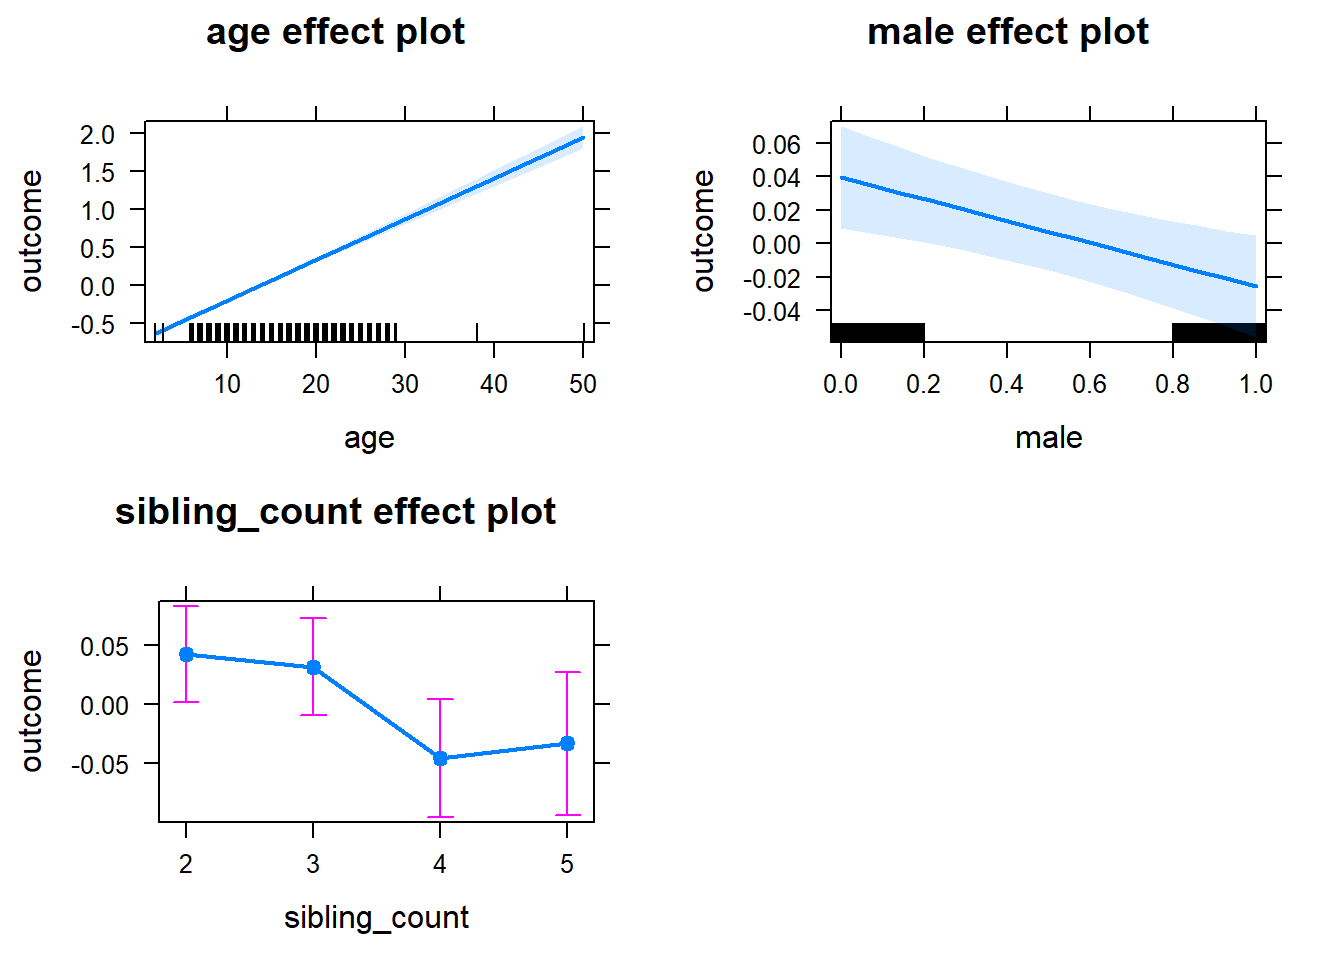 age effect plot
outcome
2.0
1.5
1.0
0.5
0.0
-0.5
10 20 30 40 50
age
male effect plot
outcome
0.06
0.04
0.02
0.00
-0.02
-0.04
0.0 0.2 0.4 0.6 0.8 1.0
male
sibling_count effect plot
outcome
0.05
0.00
-0.05
2 3 4 5
sibling_count